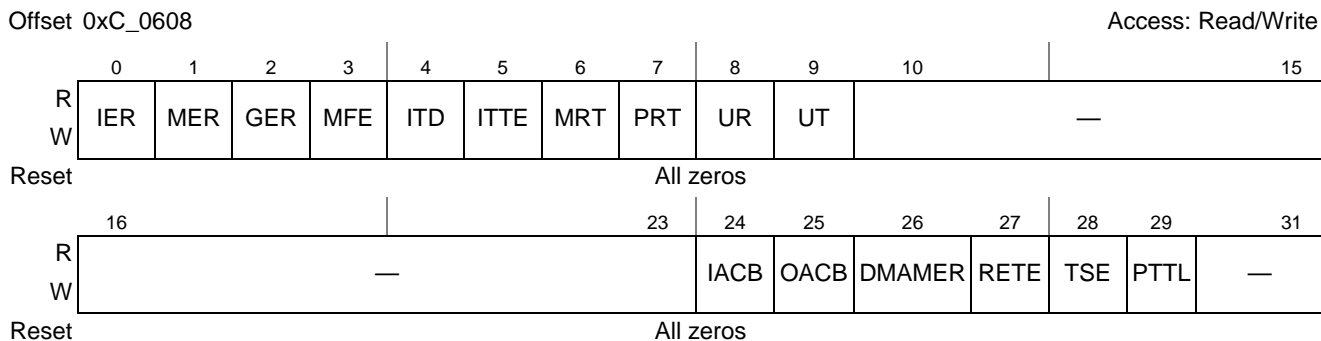 Offset 0xC_0608 Access: Read/Write
0 1 2 3 4 5 6 7 8 9 10 15
R
W
IER MER GER MFE ITD ITTE MRT PRT UR UT —
Reset All zeros
16 23 24 25 26 27 28 29 31
R
W
— IACB OACB DMAMER RETE TSE PTTL —
Reset All zeros